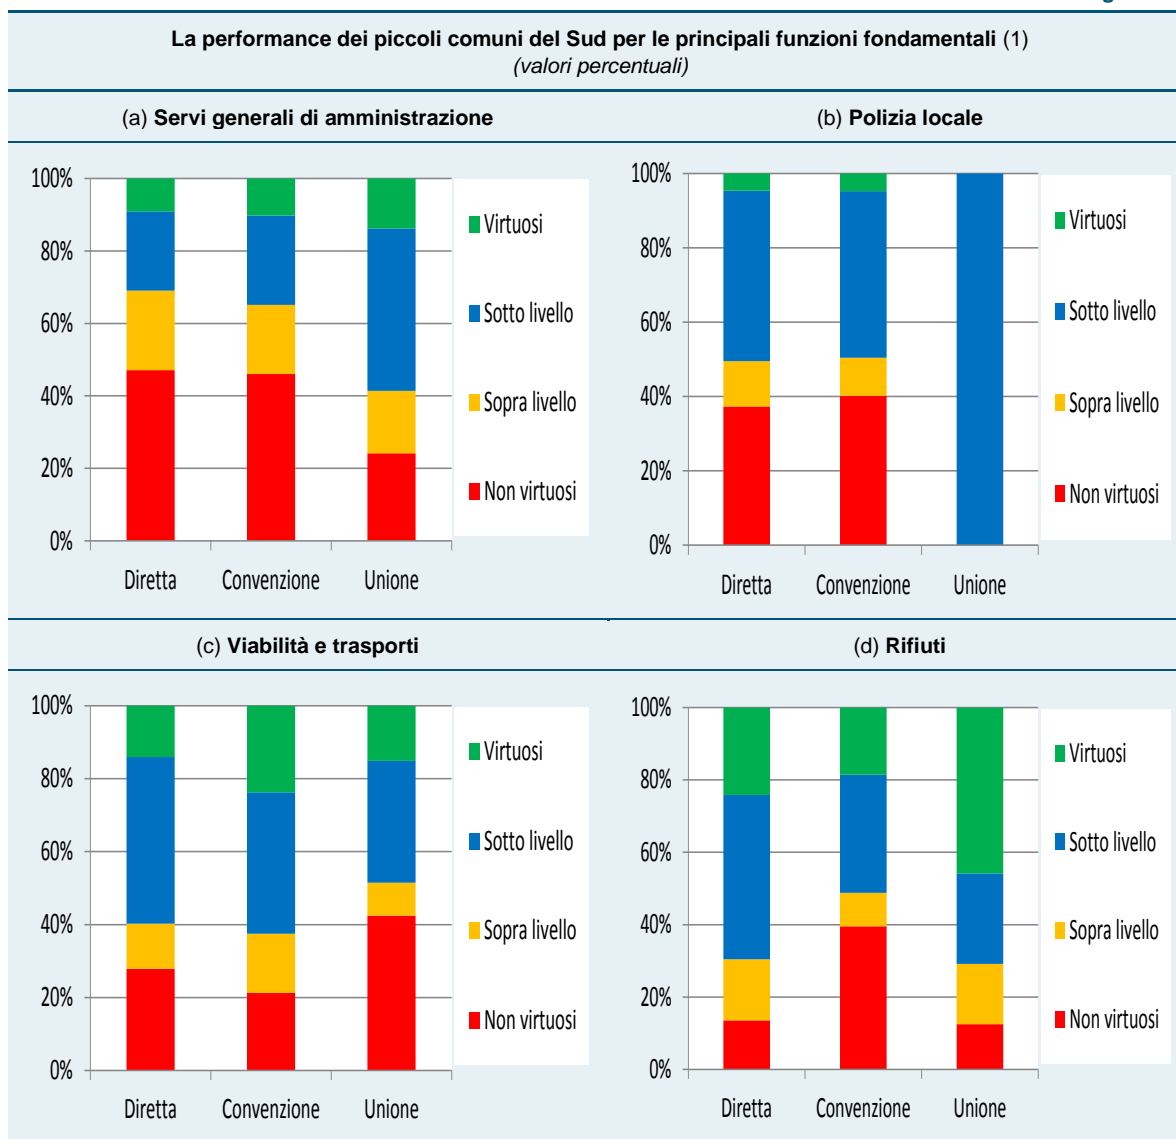 La performance dei piccoli comuni del Sud per le principali funzioni fondamentali (1)
(valori percentuali)
(a) Servi generali di amministrazione
(b) Polizia locale
100%
80%
60%
40%
20%
0%
Diretta
Convenzione
Unione
Virtuosi
Sotto livello
Sopra livello
Non virtuosi
100%
80%
60%
40%
20%
0%
Diretta
Convenzione
Unione
Virtuosi
Sotto livello
Sopra livello
Non virtuosi
(c) Viabilità e trasporti
(d) Rifiuti
100%
80%
60%
40%
20%
0%
Diretta
Convenzione
Unione
Virtuosi
Sotto livello
Sopra livello
Non virtuosi
100%
80%
60%
40%
20%
0%
Diretta
Convenzione
Unione
Virtuosi
Sotto livello
Sopra livello
Non virtuosi